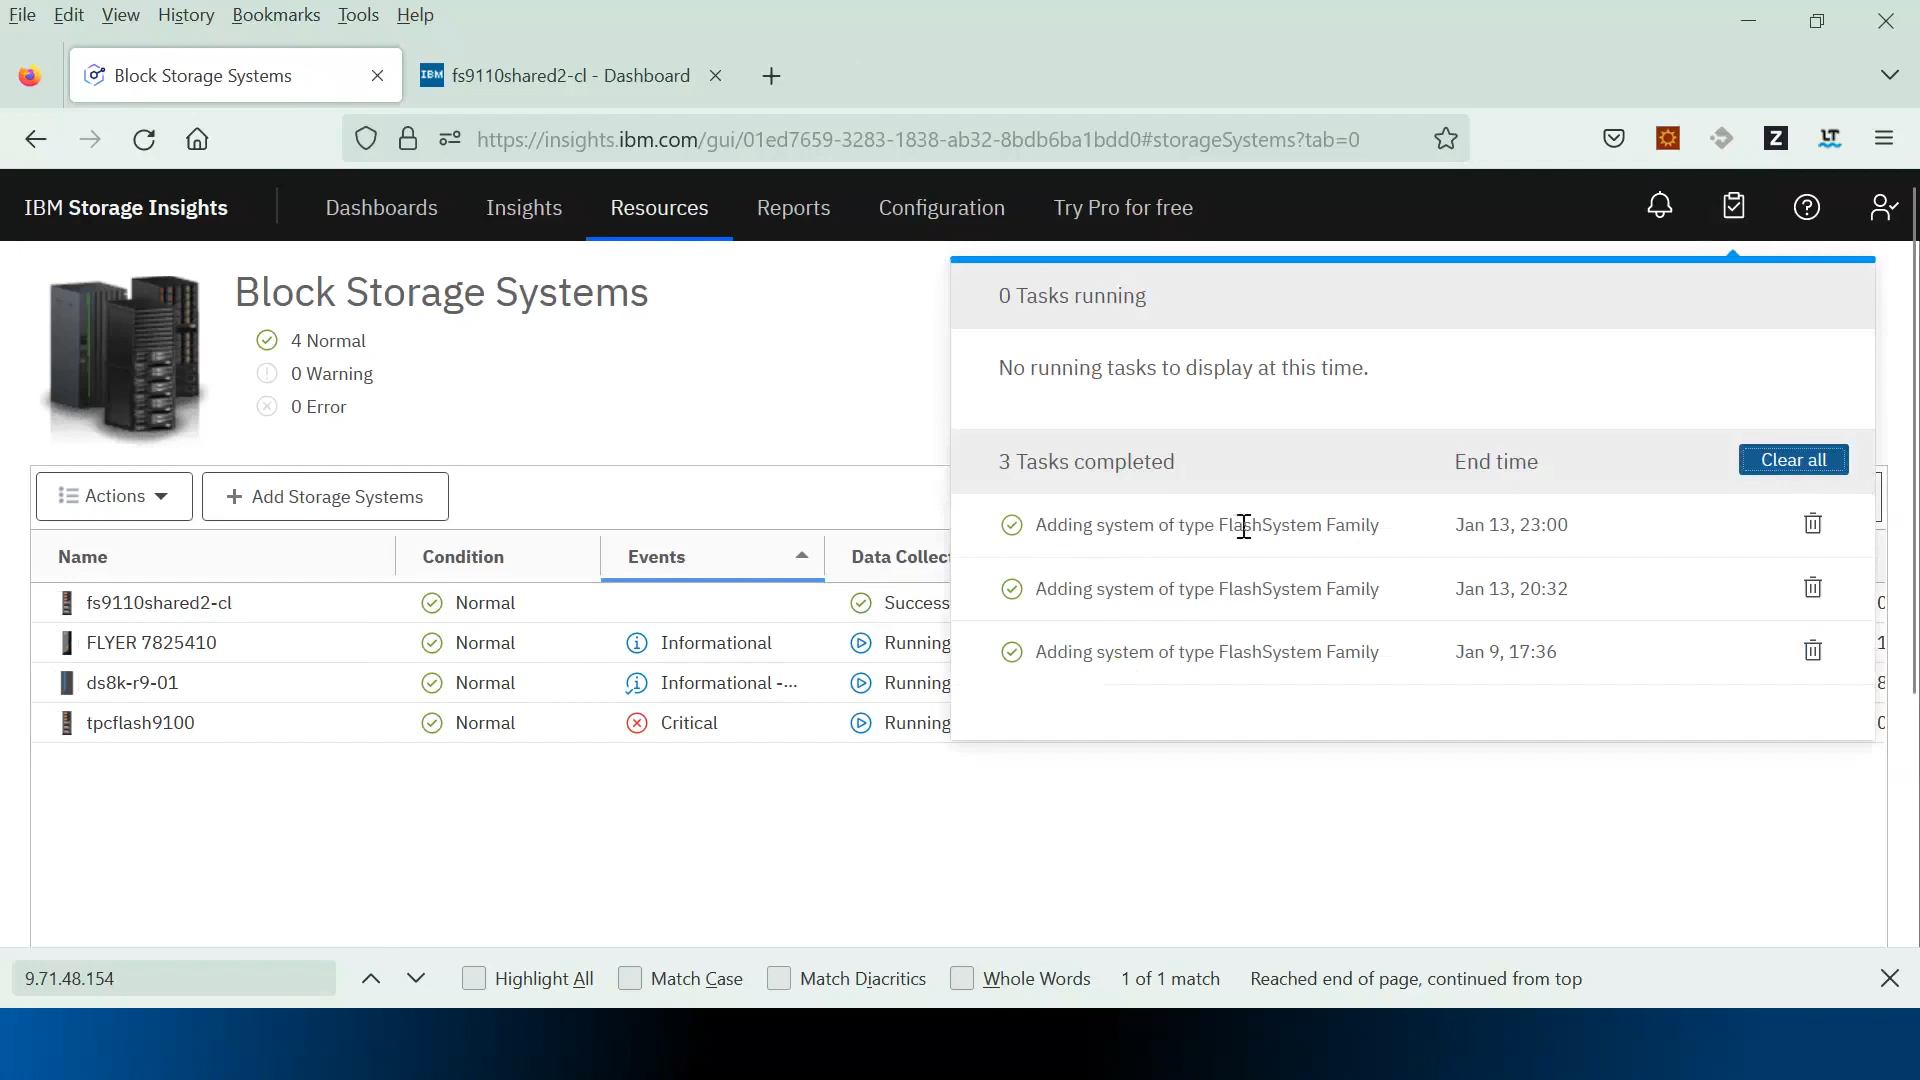 File Edit View History Bookmarks Tools Help
Block Storage Systems
IBM fs9110shared2-cl - Dashboard
https://insights.ibm.com/gui/01ed7659-3283-1838-ab32-8bdb6ba1bdd0#storageSystems?tab=0
Z
LT
IBM Storage Insights
Dashboards Insights Resources Reports Configuration Try Pro for free
Block Storage Systems
4 Normal
0 Warning
0 Error
0 Tasks running
No running tasks to display at this time.
3 Tasks completed End time Clear all
Adding system of type FlashSystem Family Jan 13, 23:00
Adding system of type FlashSystem Family Jan 13, 20:32
Adding system of type FlashSystem Family Jan 9, 17:36
Actions + Add Storage Systems
Name Condition Events Data Collec
fs9110shared2-cl Normal Success
FLYER 7825410 Normal Informational Running
ds8k-r9-01 Normal Informational -... Running
tpcflash9100 Normal Critical Running
9.71.48.154 Highlight All Match Case Match Diacritics Whole Words 1 of 1 match Reached end of page, continued from top